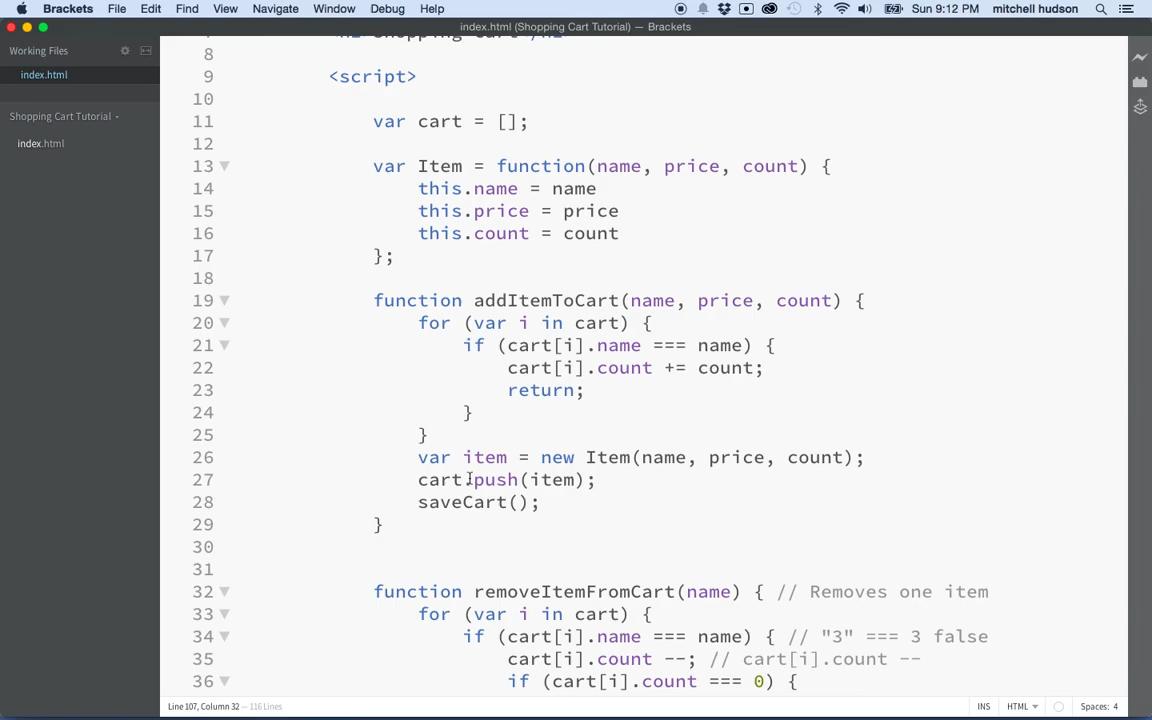 Brackets File Edit Find View Navigate Window Debug Help Sun 9:12 PM mitchell hudson
index.html (Shopping Cart Tutorial) — Brackets
Working Files
index.html
Shopping Cart Tutorial
index.html
8
9 <script>
10
11 var cart = [];
12
13 var Item = function(name, price, count) {
14 this.name = name
15 this.price = price
16 this.count = count
17 };
18
19 function addItemToCart(name, price, count) {
20 for (var i in cart) {
21 if (cart[i].name === name) {
22 cart[i].count += count;
23 return;
24 }
25 }
26 var item = new Item(name, price, count);
27 cart.push(item);
28 saveCart();
29 }
30
31
32 function removeItemFromCart(name) { // Removes one item
33 for (var i in cart) {
34 if (cart[i].name === name) { // "3" === 3 false
35 cart[i].count --; // cart[i].count --
36 if (cart[i].count === 0) {
Line 107, Column 32 — 116 Lines INS HTML Spaces: 4